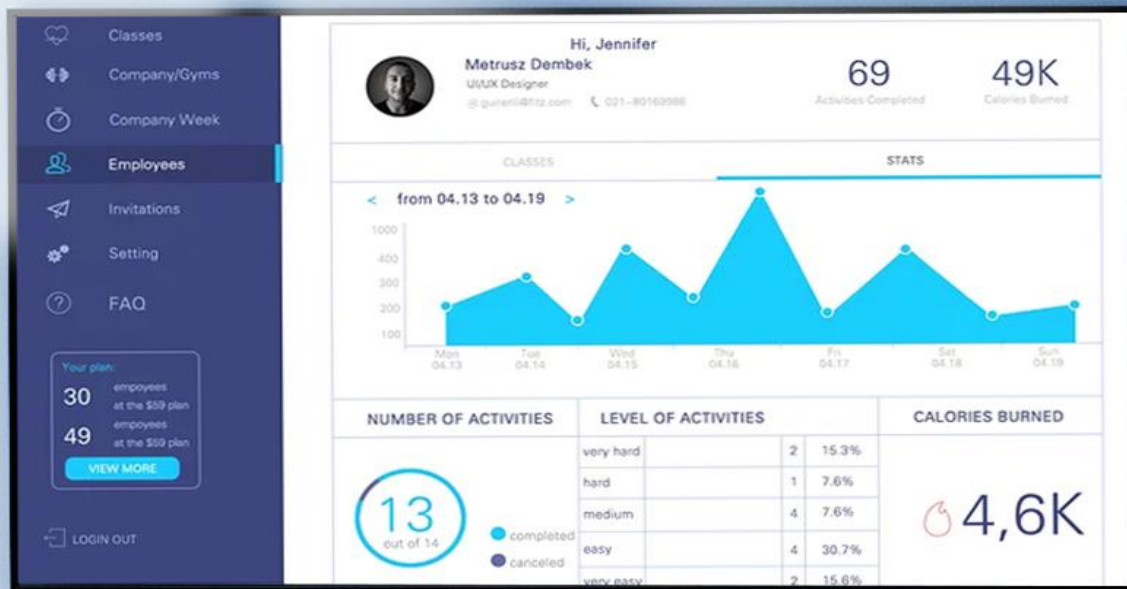 Classes
Company/Gyms
Company Week
Employees
Invitations
Setting
FAQ
Your plan:
30 empoyees
at the $59 plan
49 empoyees
at the $59 plan
VIEW MORE
LOGIN OUT
Hi, Jennifer
Metrusz Dembek
UI/UX Designer
021-80169986
69
Activities Completed
49K
Calories Burned
CLASSES
STATS
< from 04.13 to 04.19 >
1000
400
300
200
100
Mon
04.13
Tue
04.14
Wed
04.15
Thu
04.16
Fri
04.17
Sat
04.18
Sun
04.19
NUMBER OF ACTIVITIES
13
out of 14
completed
canceled
LEVEL OF ACTIVITIES
very hard 2 15.3%
hard 1 7.6%
medium 4 7.6%
easy 4 30.7%
very easy 2 15.6%
CALORIES BURNED
4,6K